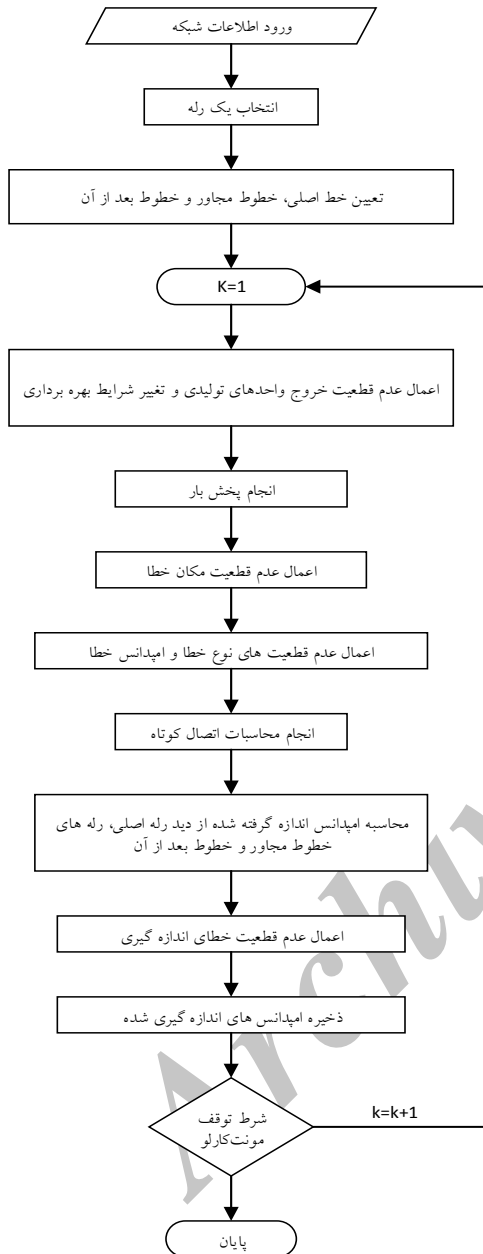 ورود اطلاعات شبکه
انتخاب یک رله
تعیین خط اصلی، خطوط مجاور و خطوط بعد از آن
K=1
اعمال عدم قطعیت خروج واحدهای تولیدی و تغییر شرایط بهره برداری
انجام پخش بار
اعمال عدم قطعیت مکان خطا
اعمال عدم قطعیت های نوع خطا و امپدانس خطا
انجام محاسبات اتصال کوتاه
محاسبه امپدانس اندازه گرفته شده از دید رله اصلی، رله های
خطوط مجاور و خطوط بعد از آن
اعمال عدم قطعیت خطای اندازه گیری
ذخیره امپدانس های اندازه گیری شده
شرط توقف
مونت‌کارلو
k=k+1
پایان